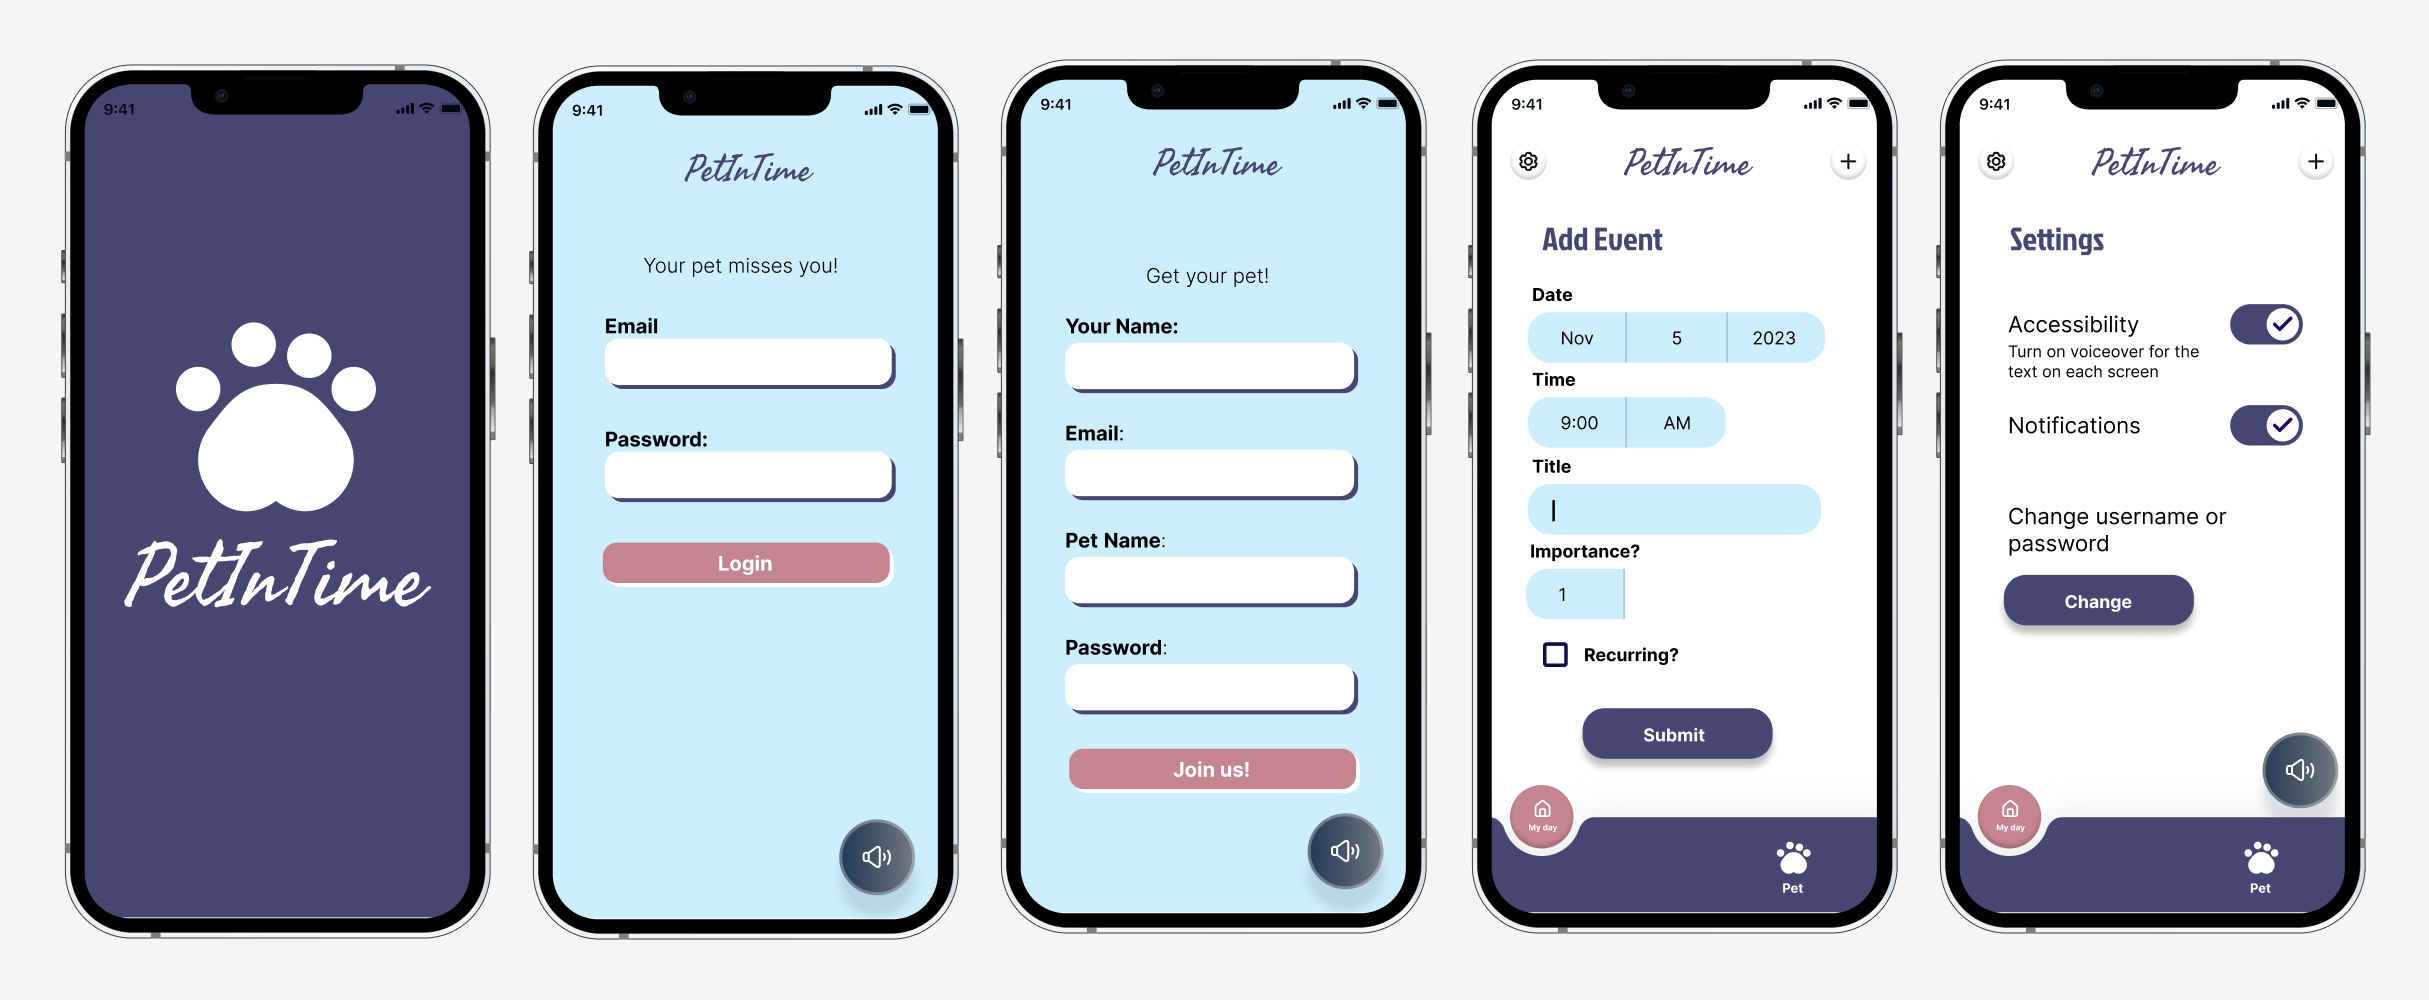 9:41
PetInTime
9:41
PetInTime
Your pet misses you!
Email
Password:
Login
9:41
PetInTime
Get your pet!
Your Name:
Email:
Pet Name:
Password:
Join us!
9:41
PetInTime
Add Event
Date
Nov 5 2023
Time
9:00 AM
Title
Importance?
1
Recurring?
Submit
My day
Pet
9:41
PetInTime
Settings
Accessibility
Turn on voiceover for the
text on each screen
Notifications
Change username or
password
Change
My day
Pet